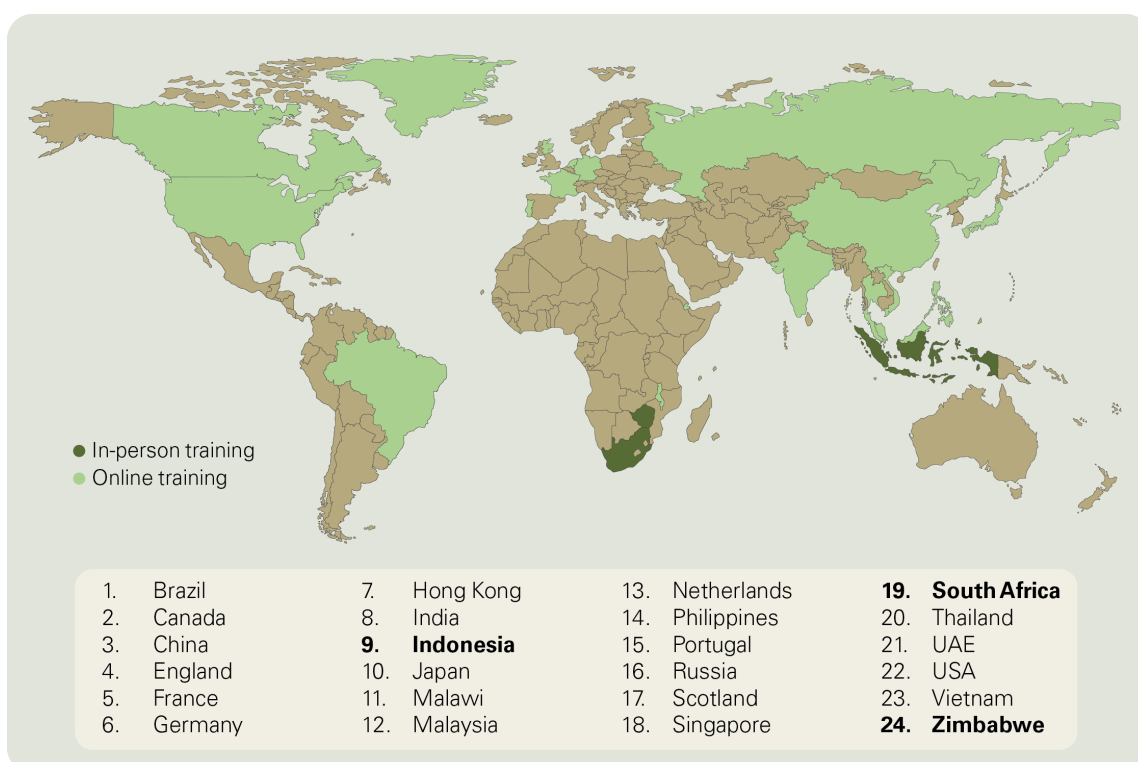 In-person training
Online training
1. Brazil
2. Canada
3. China
4. England
5. France
6. Germany
7. Hong Kong
8. India
9. Indonesia
10. Japan
11. Malawi
12. Malaysia
13. Netherlands
14. Philippines
15. Portugal
16. Russia
17. Scotland
18. Singapore
19. South Africa
20. Thailand
21. UAE
22. USA
23. Vietnam
24. Zimbabwe